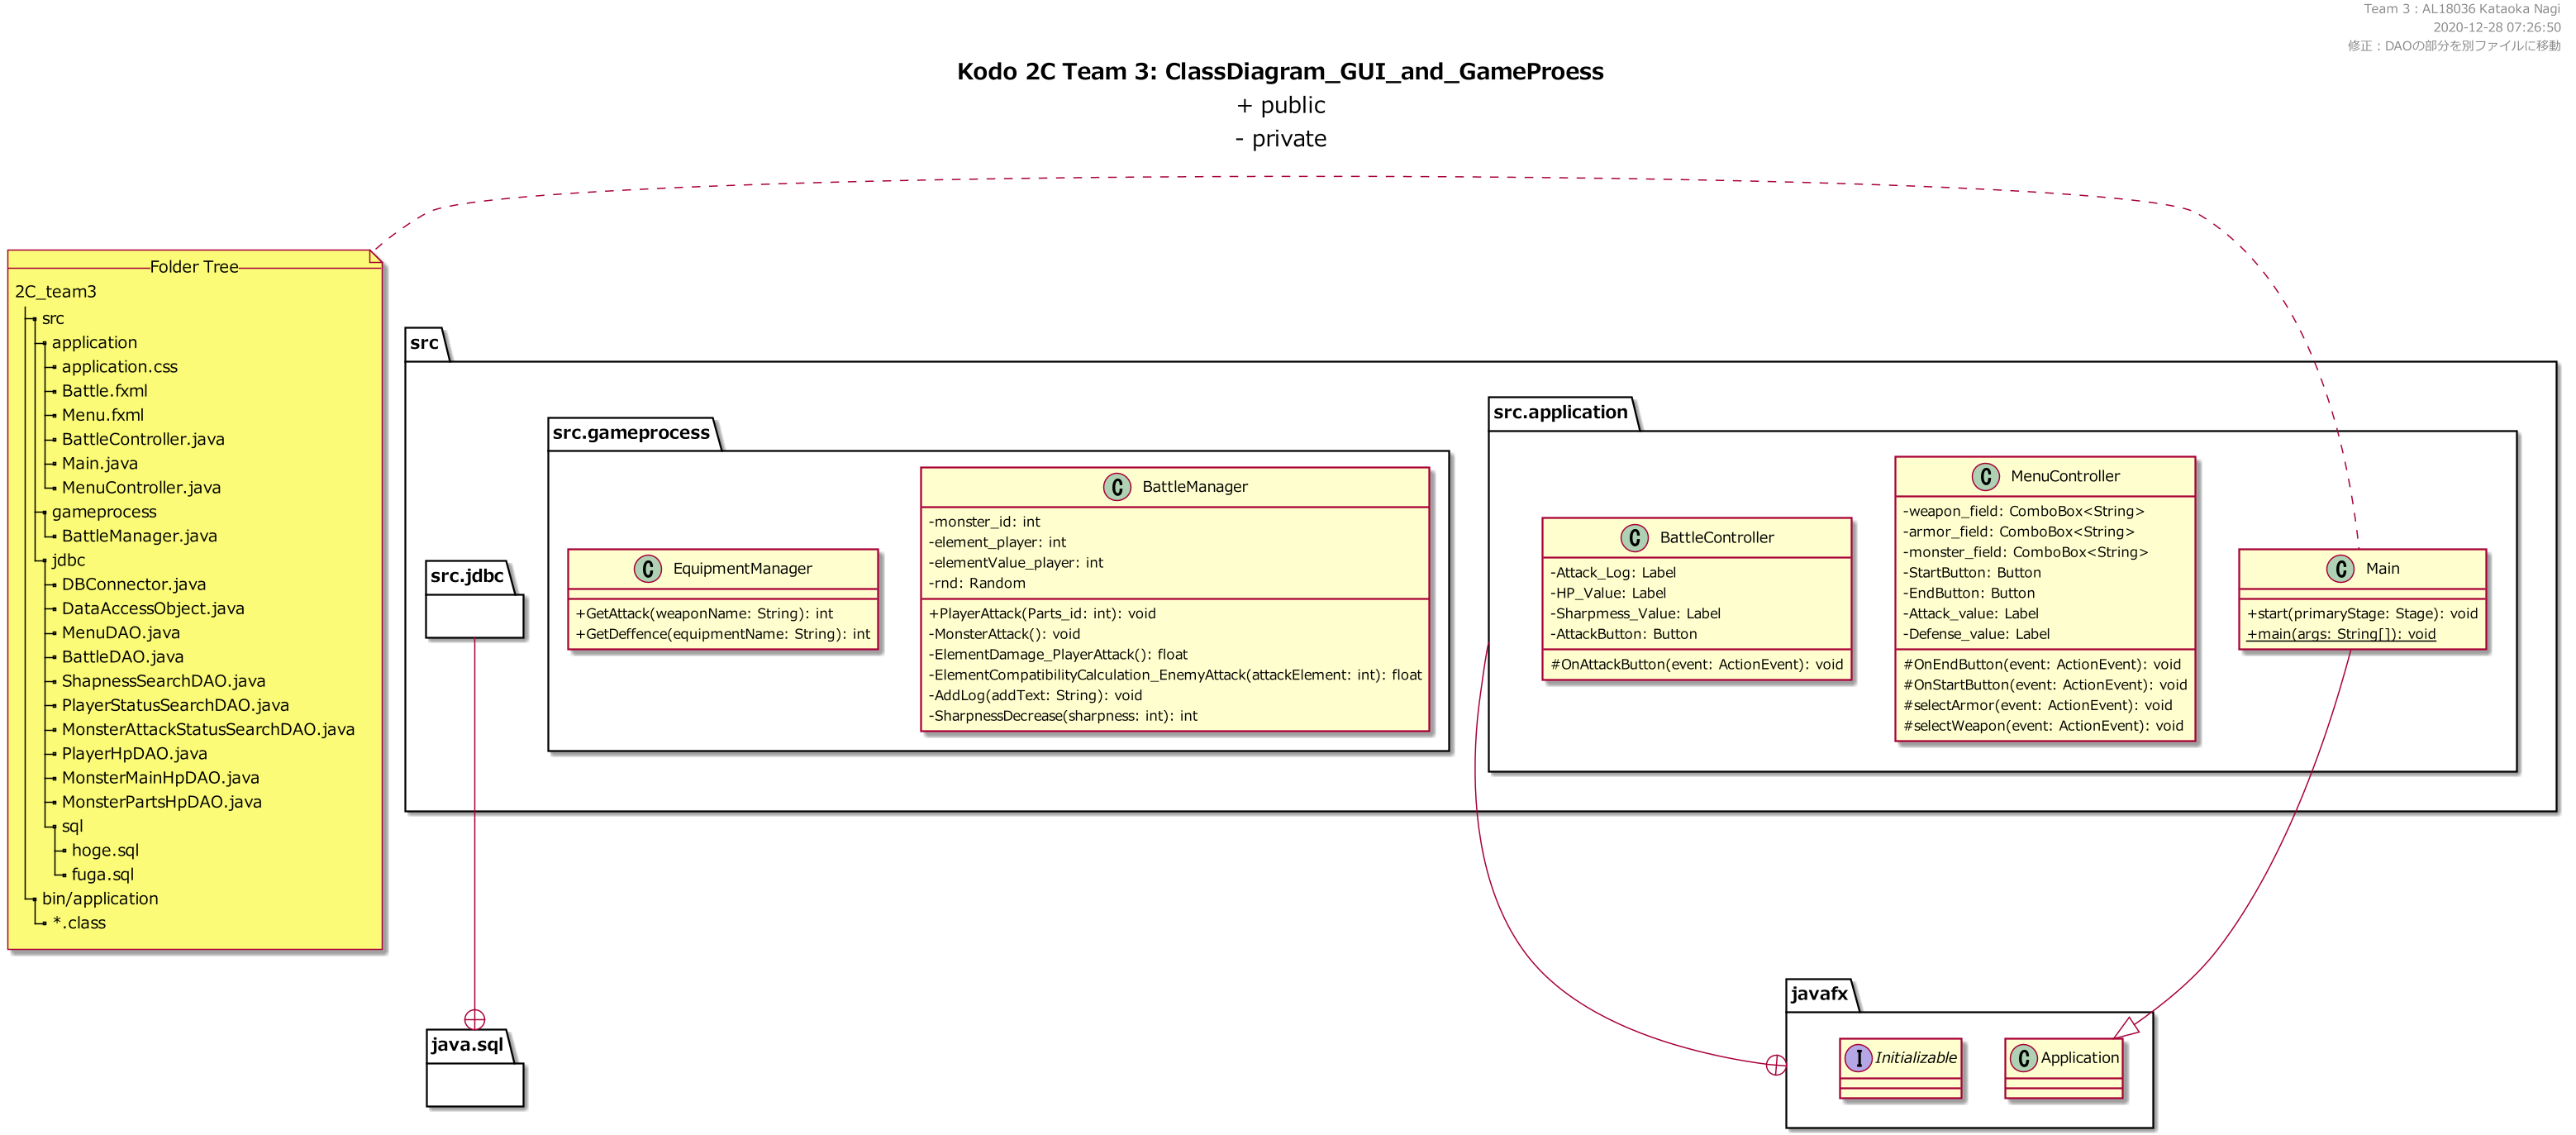 Team 3 : AL18036 Kataoka Nagi
2020-12-28 07:26:50
修正：DAOの部分を別ファイルに移動
Kodo 2C Team 3: ClassDiagram_GUI_and_GameProess
+ public
- private
Folder Tree
2C_team3
src
application
application.css
Battle.fxml
Menu.fxml
BattleController.java
Main.java
MenuController.java
gameprocess
BattleManager.java
jdbc
DBConnector.java
DataAccessObject.java
MenuDAO.java
BattleDAO.java
ShapnessSearchDAO.java
PlayerStatusSearchDAO.java
MonsterAttackStatusSearchDAO.java
PlayerHpDAO.java
MonsterMainHpDAO.java
MonsterPartsHpDAO.java
sql
hoge.sql
fuga.sql
bin/application
*.class
src
src.jdbc
src.gameprocess
C EquipmentManager
+GetAttack(weaponName: String): int
+GetDeffence(equipmentName: String): int
C BattleManager
-monster_id: int
-element_player: int
-elementValue_player: int
-rnd: Random
+PlayerAttack(Parts_id: int): void
-MonsterAttack(): void
-ElementDamage_PlayerAttack(): float
-ElementCompatibilityCalculation_EnemyAttack(attackElement: int): float
-AddLog(addText: String): void
-SharpnessDecrease(sharpness: int): int
src.application
C BattleController
-Attack_Log: Label
-HP_Value: Label
-Sharpmess_Value: Label
-AttackButton: Button
#OnAttackButton(event: ActionEvent): void
C MenuController
-weapon_field: ComboBox<String>
-armor_field: ComboBox<String>
-monster_field: ComboBox<String>
-StartButton: Button
-EndButton: Button
-Attack_value: Label
-Defense_value: Label
#OnEndButton(event: ActionEvent): void
#OnStartButton(event: ActionEvent): void
#selectArmor(event: ActionEvent): void
#selectWeapon(event: ActionEvent): void
C Main
+start(primaryStage: Stage): void
+main(args: String[]): void
java.sql
javafx
I Initializable
C Application